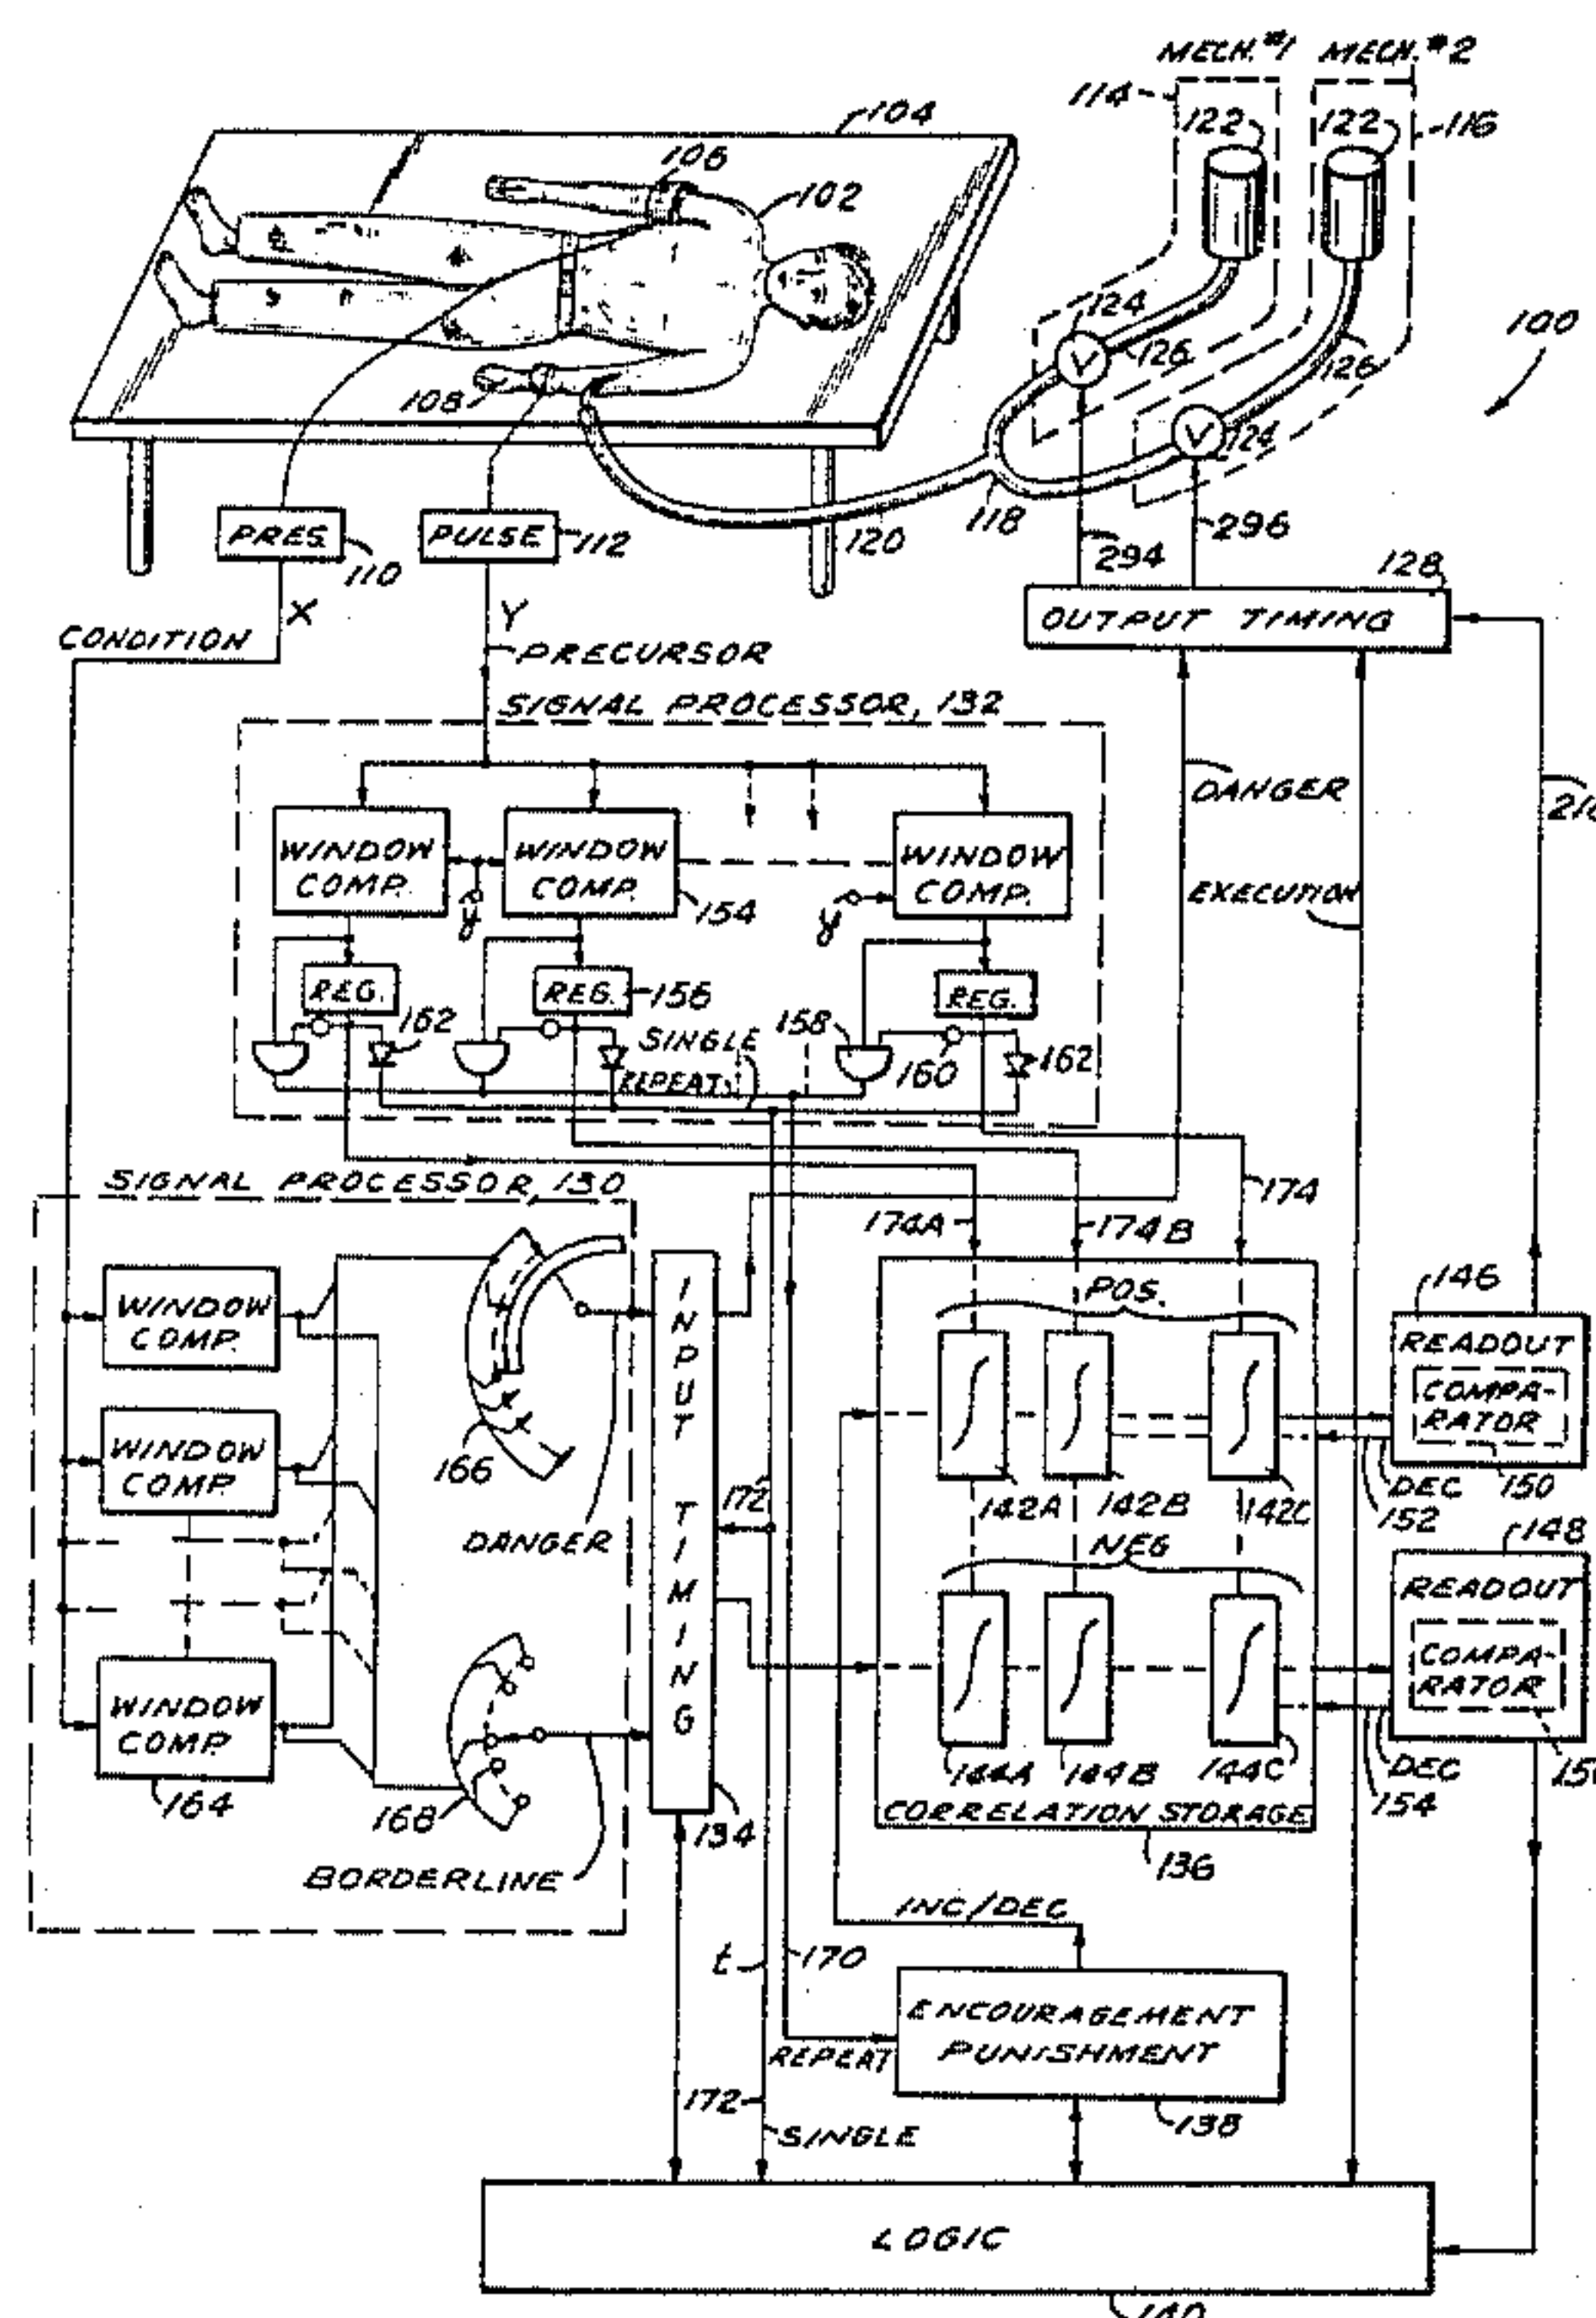 MECH.#1 MECH.#2
114
104
122
122
116
106
102
100
124
126
126
108
124
118
120
PRES.
110
PULSE
112
294
296
128
X
Y
CONDITION
PRECURSOR
OUTPUT TIMING
SIGNAL PROCESSOR, 132
DANGER
WINDOW
COMP.
WINDOW
COMP.
154
WINDOW
COMP.
y
y
EXECUTION
REG.
REG.
156
REG.
162
SINGLE
158
REPEAT
160
162
SIGNAL PROCESSOR, 130
174A
174B
174
WINDOW
COMP.
INPUT TIMING
POS.
146
READOUT
COMPA-
RATOR
WINDOW
COMP.
166
DANGER
172
142A
142B
142C
DEC
150
152
NEG
148
READOUT
COMPA-
RATOR
WINDOW
COMP.
164
168
144A
144B
144C
DEC
154
CORRELATION STORAGE
134
136
BORDERLINE
INC/DEC
t
170
ENCOURAGEMENT
PUNISHMENT
REPEAT
172
138
SINGLE
LOGIC
140